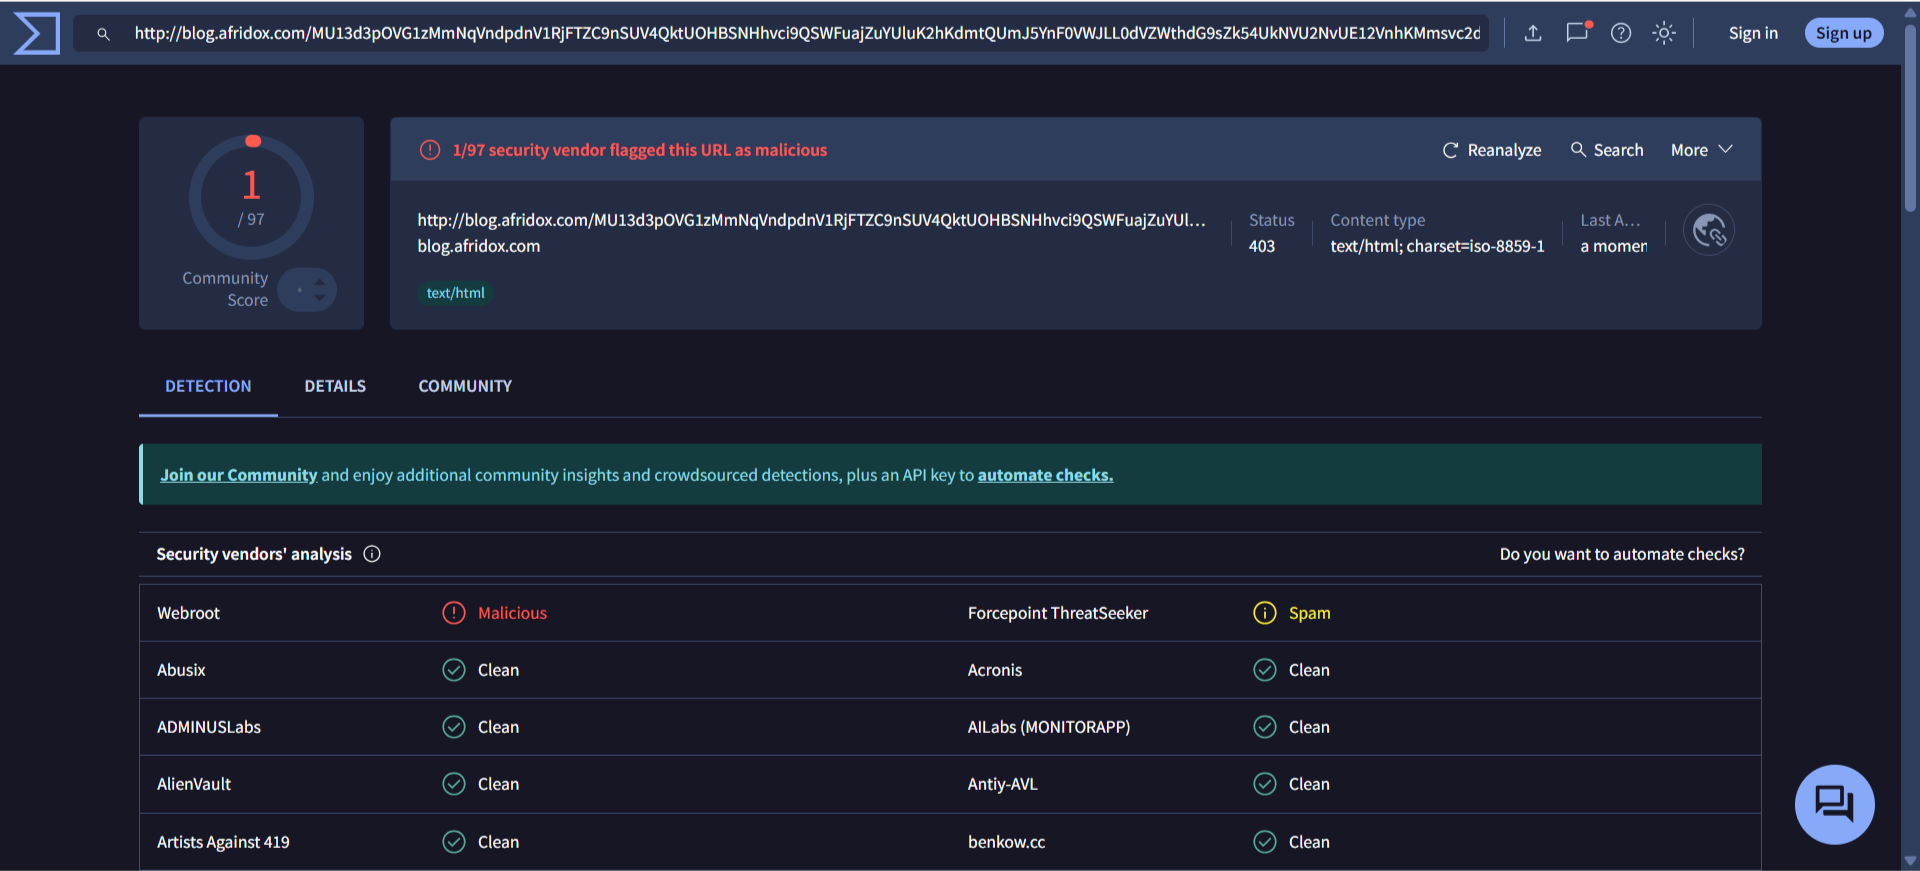 http://blog.afridox.com/MU13d3pOVG1zMmNqVndpdnV1RjFTZC9nSUV4QktUOHBSNHhvci9QSWFuajZuYUluK2hKdmtQUmJ5YnF0VWJLL0dVZWthdG9sZk54UkNVU2NvUE12VnhKMmsvc2d
Sign in
Sign up
1
/ 97
Community
Score
1/97 security vendor flagged this URL as malicious
Reanalyze
Search
More
http://blog.afridox.com/MU13d3pOVG1zMmNqVndpdnV1RjFTZC9nSUV4QktUOHBSNHhvci9QSWFuajZuYUl...
blog.afridox.com
text/html
Status
403
Content type
text/html; charset=iso-8859-1
Last A...
a momen
DETECTION
DETAILS
COMMUNITY
Join our Community and enjoy additional community insights and crowdsourced detections, plus an API key to automate checks.
Security vendors' analysis
Do you want to automate checks?
Webroot
Malicious
Forcepoint ThreatSeeker
Spam
Abusix
Clean
Acronis
Clean
ADMINUSLabs
Clean
AILabs (MONITORAPP)
Clean
AlienVault
Clean
Antiy-AVL
Clean
Artists Against 419
Clean
benkow.cc
Clean